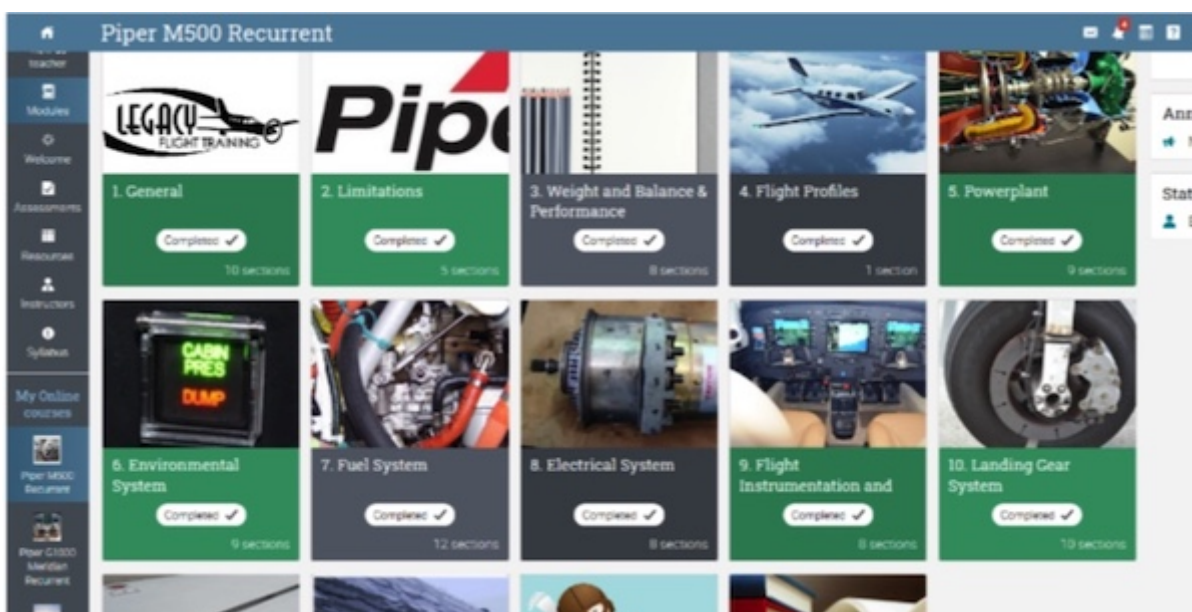 Piper M500 Recurrent
4
teacher
Modules
Welcome
Assessments
Resources
Instructors
Syllabus
My Online
courses
Piper M500
Recurrent
Piper G1000
Meridian
Recurrent
LEGACY
FLIGHT TRAINING
1. General
Completed
10 sections
Pipe
2. Limitations
Completed
5 sections
3. Weight and Balance &
Performance
Completed
8 sections
4. Flight Profiles
Completed
1 section
5. Powerplant
Completed
9 sections
CABIN
PRES
DUMP
6. Environmental
System
Completed
9 sections
7. Fuel System
Completed
12 sections
8. Electrical System
Completed
8 sections
9. Flight
Instrumentation and
Completed
8 sections
10. Landing Gear
System
Completed
10 sections
Ann
Stat